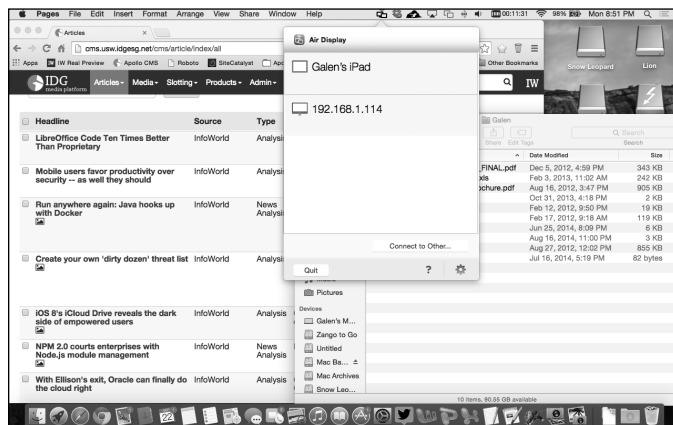 Pages File Edit Insert Format Arrange View Share Window Help 00:11:31 98% Mon 8:51 PM
Articles
cms.usw.idgesg.net/cms/article/index/all
Apps IW Real Preview Apollo CMS Roboto SiteCatalyst Apo Other Bookmarks
IDG
media platform
Articles Media Slotting Products Admin IW
Headline Source Type
LibreOffice Code Ten Times Better
Than Proprietary
InfoWorld Analysis
Mobile users favor productivity over
security -- as well they should
InfoWorld Analysis
Run anywhere again: Java hooks up
with Docker
InfoWorld News
Analysis
Create your own 'dirty dozen' threat list InfoWorld Analysis
iOS 8's iCloud Drive reveals the dark
side of empowered users
InfoWorld Analysis
NPM 2.0 courts enterprises with
Node.js module management
InfoWorld News
Analysis
With Ellison's exit, Oracle can finally do
the cloud right
InfoWorld Analysis
Air Display
Galen's iPad
192.168.1.114
Connect to Other...
Quit ?
Snow Leopard Lion
Galen
Share Edit Tags Search
Search
Date Modified Size
_FINAL.pdf Dec 5, 2012, 4:59 PM 343 KB
xls Feb 3, 2013, 11:02 AM 242 KB
ochure.pdf Aug 16, 2012, 3:47 PM 905 KB
Oct 31, 2013, 4:18 PM 2 KB
Feb 12, 2012, 9:50 PM 19 KB
Feb 17, 2012, 9:18 AM 119 KB
Jun 25, 2014, 8:09 PM 6 KB
Aug 16, 2014, 11:00 PM 3 KB
Aug 27, 2012, 12:02 PM 855 KB
Jul 16, 2014, 5:19 PM 82 bytes
Pictures
Devices
Galen's M...
Zango to Go
Untitled
Mac Ba...
Mac Archives
Snow Leo...
10 items, 90.55 GB available
22